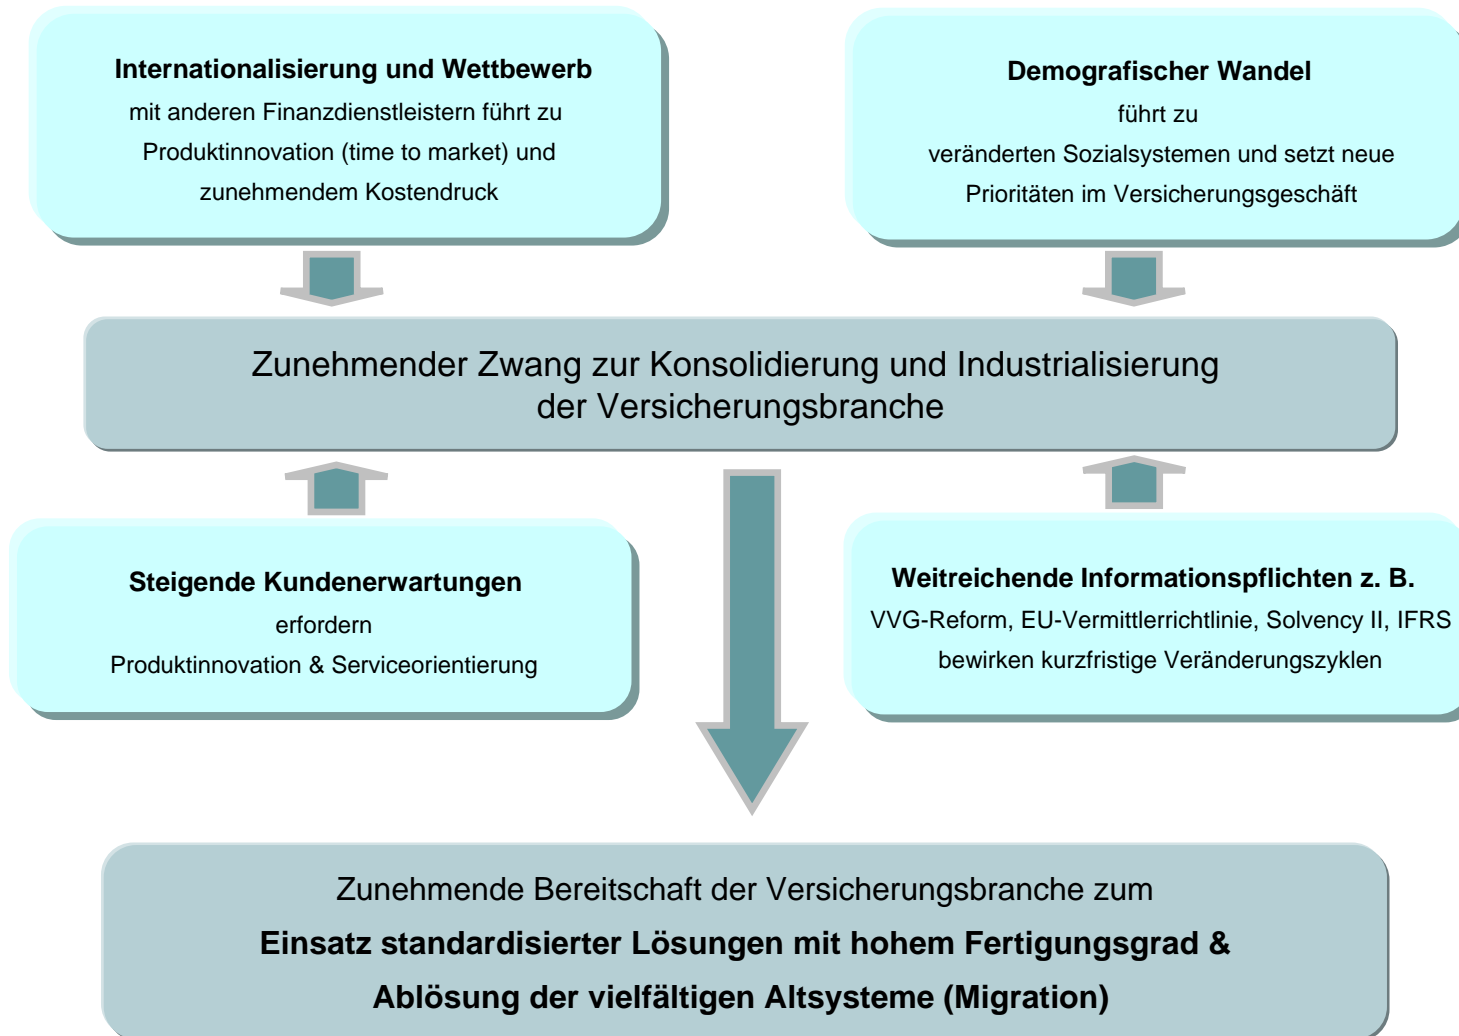 Internationalisierung und Wettbewerb
mit anderen Finanzdienstleistern führt zu
Produktinnovation (time to market) und
zunehmendem Kostendruck
Demografischer Wandel
führt zu
veränderten Sozialsystemen und setzt neue
Prioritäten im Versicherungsgeschäft
Zunehmender Zwang zur Konsolidierung und Industrialisierung
der Versicherungsbranche
Steigende Kundenerwartungen
erfordern
Produktinnovation & Serviceorientierung
Weitreichende Informationspflichten z. B.
VVG-Reform, EU-Vermittlerrichtlinie, Solvency II, IFRS
bewirken kurzfristige Veränderungszyklen
Zunehmende Bereitschaft der Versicherungsbranche zum
Einsatz standardisierter Lösungen mit hohem Fertigungsgrad &
Ablösung der vielfältigen Altsysteme (Migration)